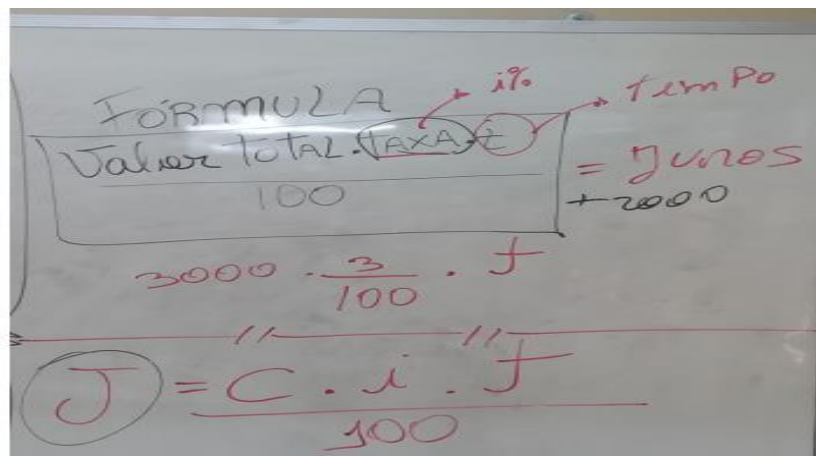 i% tempo
FÓRMULA
Valor TOTAL . TAXA . t
100
= Juros
+2000
3000 . 3/100 . t
J = C . i . t
100